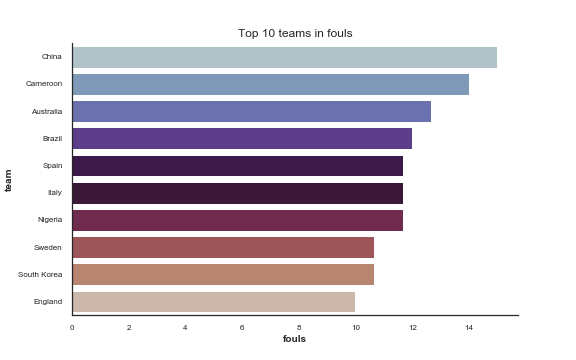 Top 10 teams in fouls
China
Cameroon
Australia
Brazil
Spain
Italy
Nigeria
Sweden
South Korea
England
team
0 2 4 6 8 10 12 14
fouls